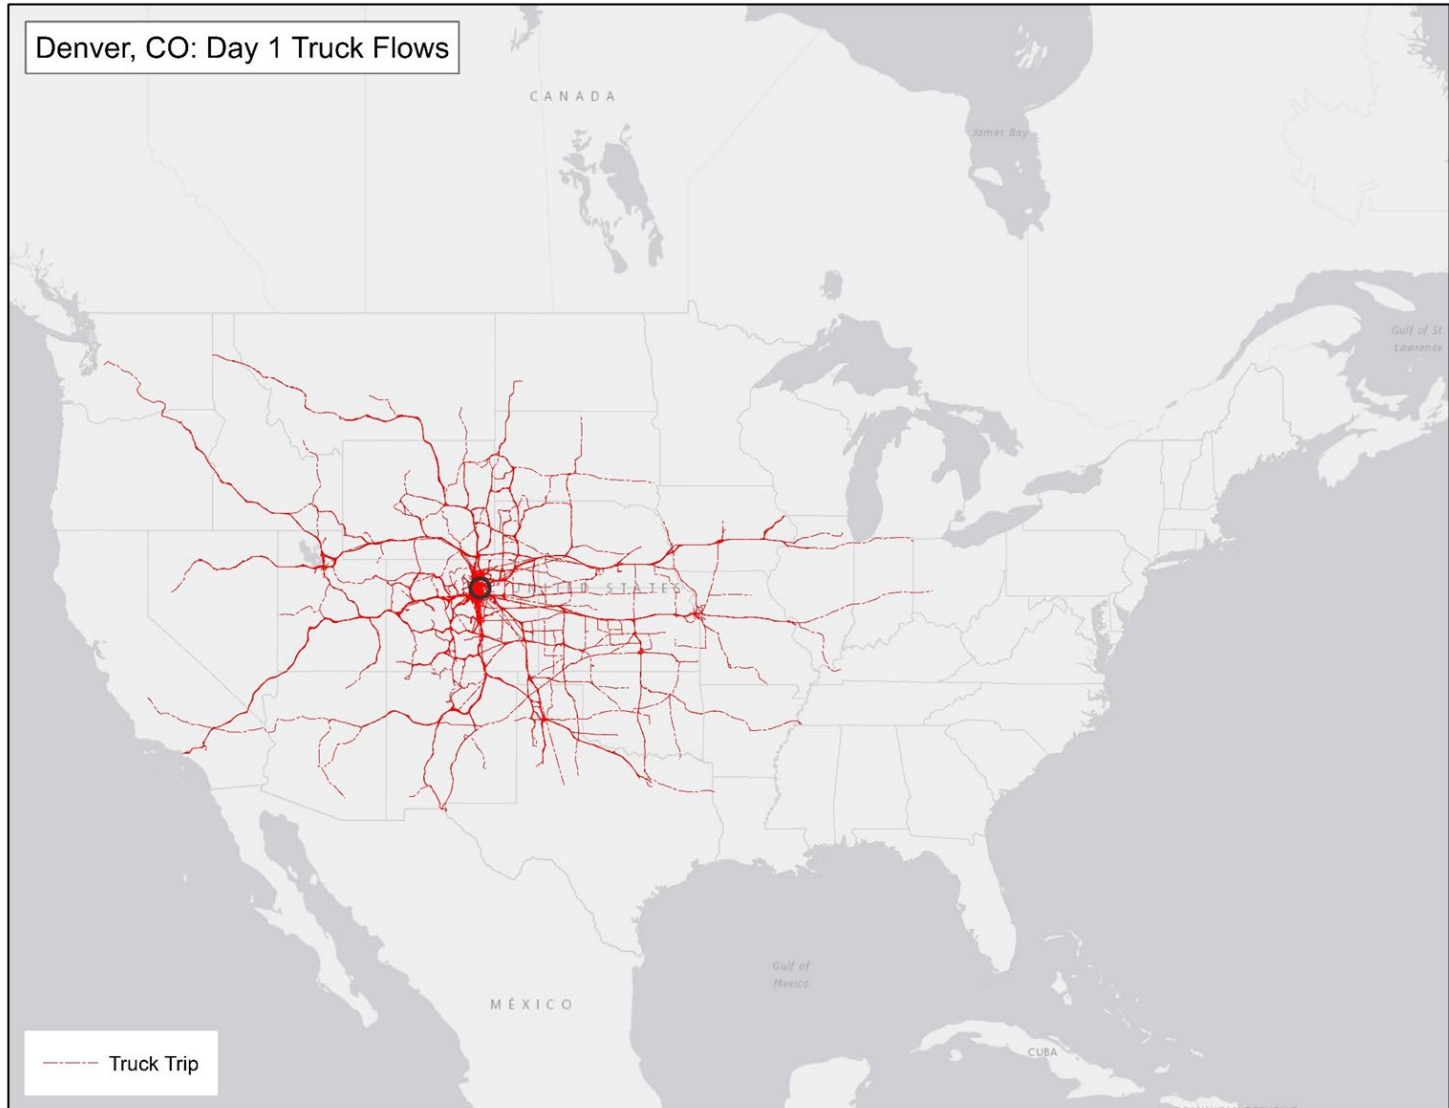 Denver, CO: Day 1 Truck Flows
CANADA
James Bay
Gulf of St.
Lawrence
UNITED STATES
Gulf of
Mexico
MÉXICO
CUBA
Truck Trip